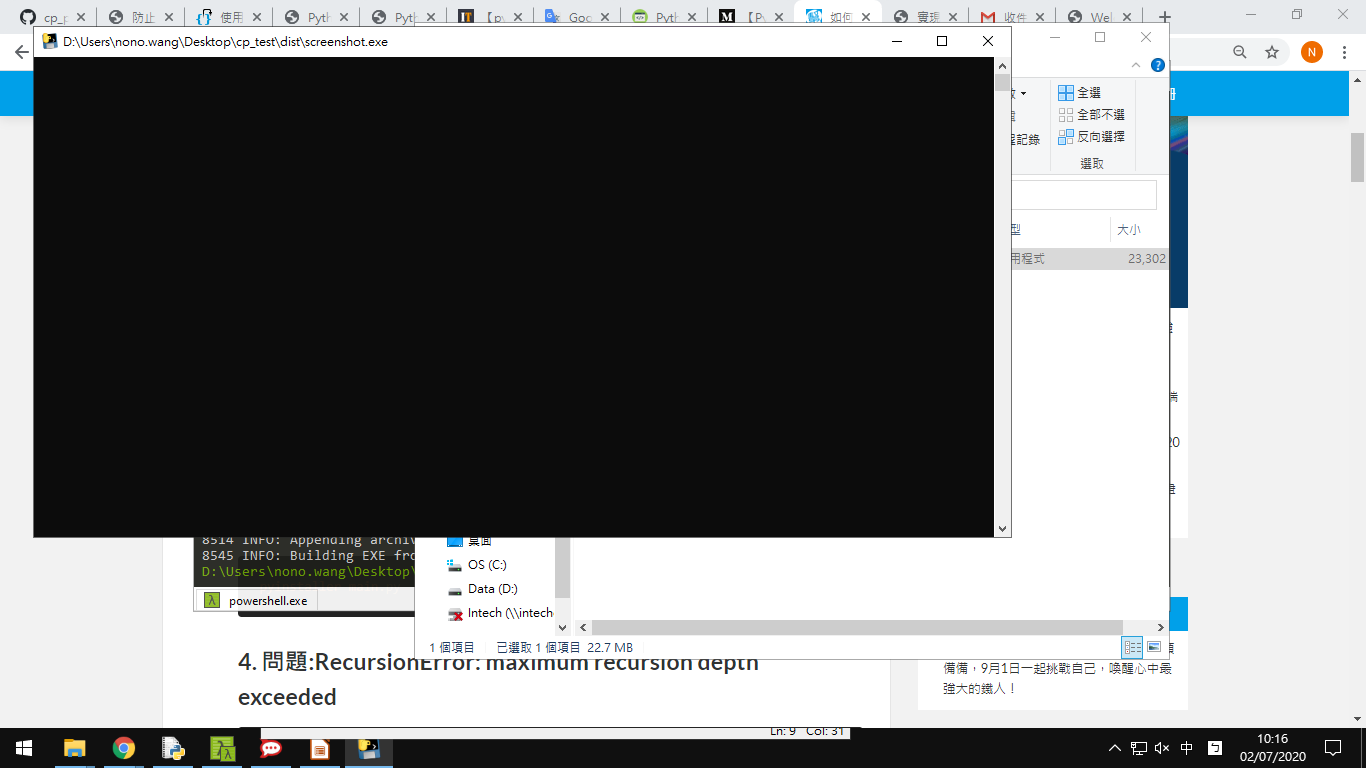 cp_p
防止
使用
Pyth
Pyth
【py
Goo
Pyth
【Py
如何
實現
收件
Wel
D:\Users\nono.wang\Desktop\cp_test\dist\screenshot.exe
N
全選
全部不選
反向選擇
記錄
選取
型
大小
用程式
23,302
8514 INFO: Appending archiv
8545 INFO: Building EXE fro
D:\Users\nono.wang\Desktop\
powershell.exe
桌面
OS (C:)
Data (D:)
Intech (\\intech
1 個項目
已選取 1 個項目 22.7 MB
4. 問題:RecursionError: maximum recursion depth
exceeded
備備，9月1日一起挑戰自己，喚醒心中最
強大的鐵人！
Ln: 9 Col: 31
中
ㄅ
10:16
02/07/2020